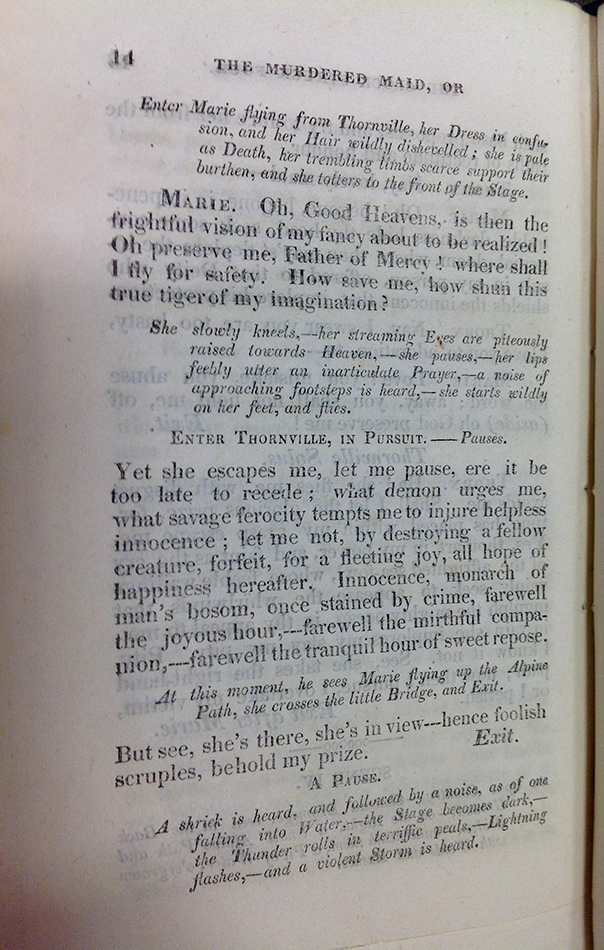 14
THE MURDERED MAID, OR
Enter Marie flying from Thornville, her Dress in confu-
sion, and her Hair wildly dishevelled; she is pale
as Death, her trembling limbs scarce support their
burthen, and she totters to the front of the Stage.
MARIE. Oh, Good Heavens, is then the
frightful vision of my fancy about to be realized!
Oh preserve me, Father of Mercy! where shall
I fly for safety. How save me, how shun this
true tiger of my imagination?
She slowly kneels,—her streaming Eyes are piteously
raised towards Heaven,—she pauses,—her lips
feebly utter an inarticulate Prayer,—a noise of
approaching footsteps is heard,—she starts wildly
on her feet, and flies.
ENTER THORNVILLE, IN PURSUIT.——Pauses.
Yet she escapes me, let me pause, ere it be
too late to recede; what demon urges me,
what savage ferocity tempts me to injure helpless
innocence; let me not, by destroying a fellow
creature, forfeit, for a fleeting joy, all hope of
happiness hereafter. Innocence, monarch of
man's bosom, once stained by crime, farewell
the joyous hour,---farewell the mirthful compa-
nion,---farewell the tranquil hour of sweet repose.
At this moment, he sees Marie flying up the Alpine
Path, she crosses the little Bridge, and Exit.
But see, she's there, she's in view---hence foolish
scruples, behold my prize. Exit.
A PAUSE.
A shriek is heard, and followed by a noise, as of one
falling into Water,—the Stage becomes dark,—
the Thunder rolls in terriffic peals,—Lightning
flashes,—and a violent Storm is heard.